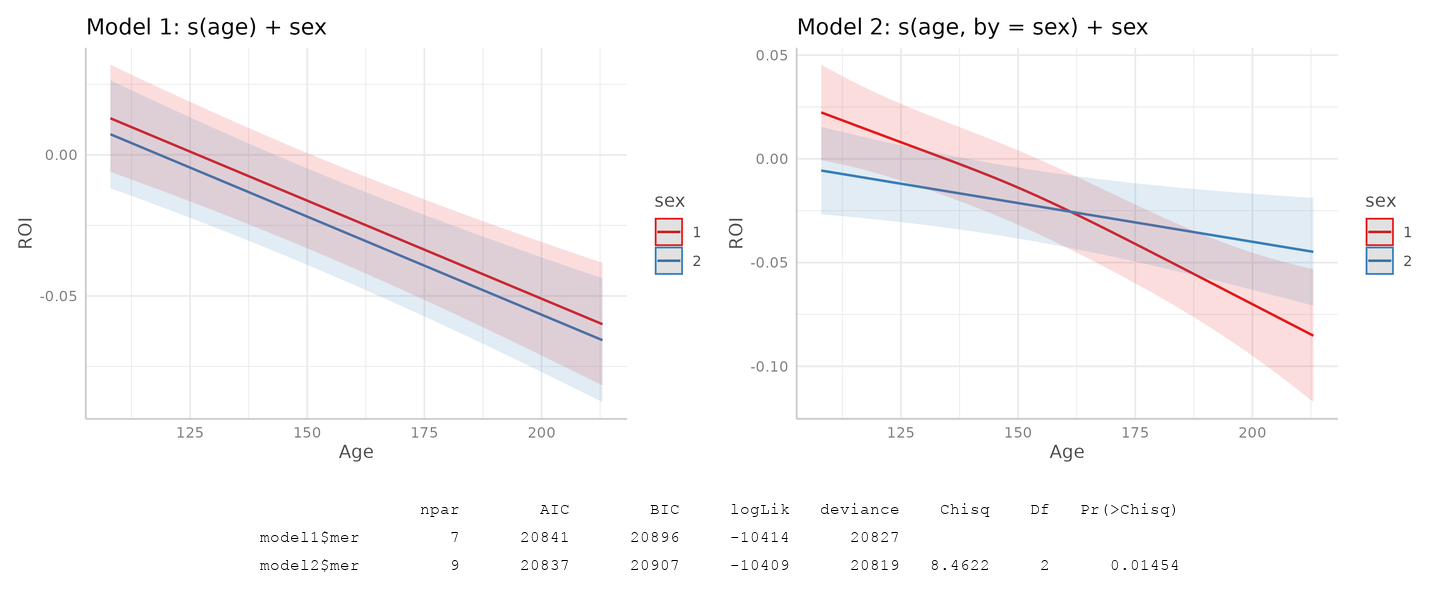 Model 1: s(age) + sex
0.00
-0.05
ROI
125 150 175 200
Age
sex
1
2
Model 2: s(age, by = sex) + sex
0.05
0.00
-0.05
-0.10
ROI
125 150 175 200
Age
sex
1
2
npar AIC BIC logLik deviance Chisq Df Pr(>Chisq)
model1$mer 7 20841 20896 -10414 20827
model2$mer 9 20837 20907 -10409 20819 8.4622 2 0.01454